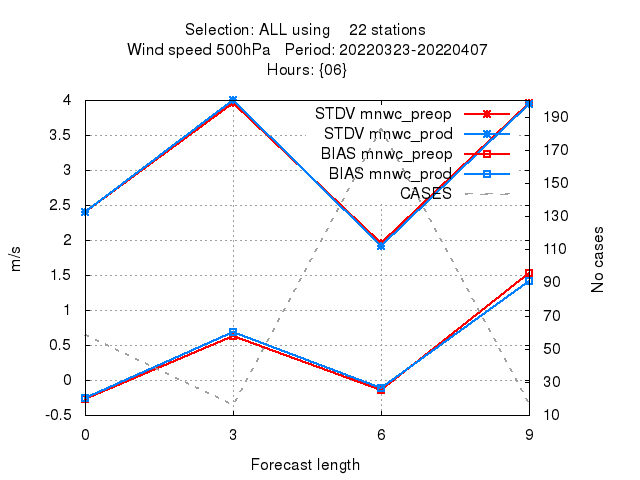 Selection: ALL using    22 stations
Wind speed 500hPa   Period: 20220323-20220407
Hours: {06}
STDV mnwc_preop
STDV mnwc_prod
BIAS mnwc_preop
BIAS mnwc_prod
CASES
4
3.5
3
2.5
2
1.5
1
0.5
0
-0.5
m/s
190
170
150
130
110
90
70
50
30
10
No cases
0 3 6 9
Forecast length